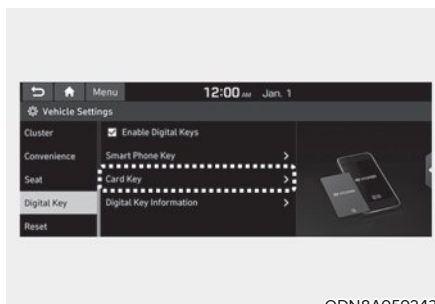 Menu 12:00 AM Jan. 1
Vehicle Settings
Cluster
Enable Digital Keys
Convenience
Smart Phone Key
Seat
Card Key
Digital Key
Digital Key Information
Reset